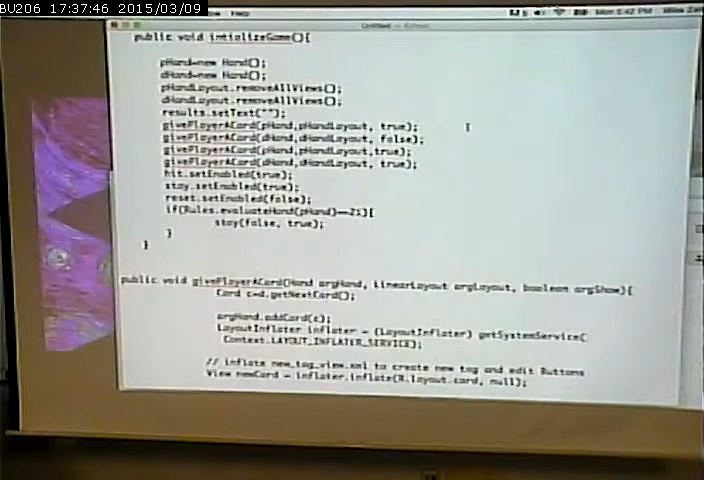 BU206 17:37:46 2015/03/09
Help
public void intializeGame(){
pHand=new Hand();
dHand=new Hand();
pHandLayout.removeAllViews();
dHandLayout.removeAllViews();
results.setText("");
givePlayerACard(pHand,pHandLayout, true);
givePlayerACard(dHand,dHandLayout, false);
givePlayerACard(pHand,pHandLayout,true);
givePlayerACard(dHand,dHandLayout, true);
hit.setEnabled(true);
stay.setEnabled(true);
reset.setEnabled(false);
if(Rules.evaluateHand(pHand)==21){
stay(false, true);
}
}
public void givePlayerACard(Hand argHand, LinearLayout argLayout, boolean argShow){
Card c=d.getNextCard();
argHand.addCard(c);
LayoutInflater inflater = (LayoutInflater) getSystemService(
Context.LAYOUT_INFLATER_SERVICE);
// inflate new_tag_view.xml to create new tag and edit Buttons
View newCard = inflater.inflate(R.layout.card, null);